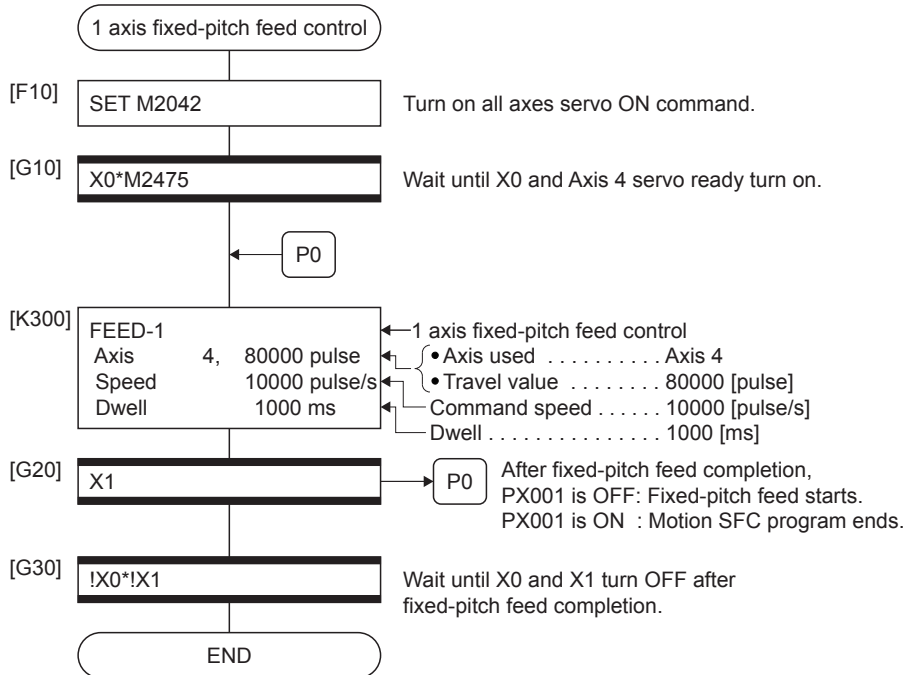 1 axis fixed-pitch feed control
[F10]
SET M2042
Turn on all axes servo ON command.
[G10]
X0*M2475
Wait until X0 and Axis 4 servo ready turn on.
P0
[K300]
FEED-1
Axis 4, 80000 pulse
Speed 10000 pulse/s
Dwell 1000 ms
1 axis fixed-pitch feed control
• Axis used . . . . . . . . . . Axis 4
• Travel value . . . . . . . . 80000 [pulse]
Command speed . . . . . . 10000 [pulse/s]
Dwell . . . . . . . . . . . . . . . . 1000 [ms]
[G20]
X1
P0
After fixed-pitch feed completion,
PX001 is OFF: Fixed-pitch feed starts.
PX001 is ON : Motion SFC program ends.
[G30]
!X0*!X1
Wait until X0 and X1 turn OFF after
fixed-pitch feed completion.
END